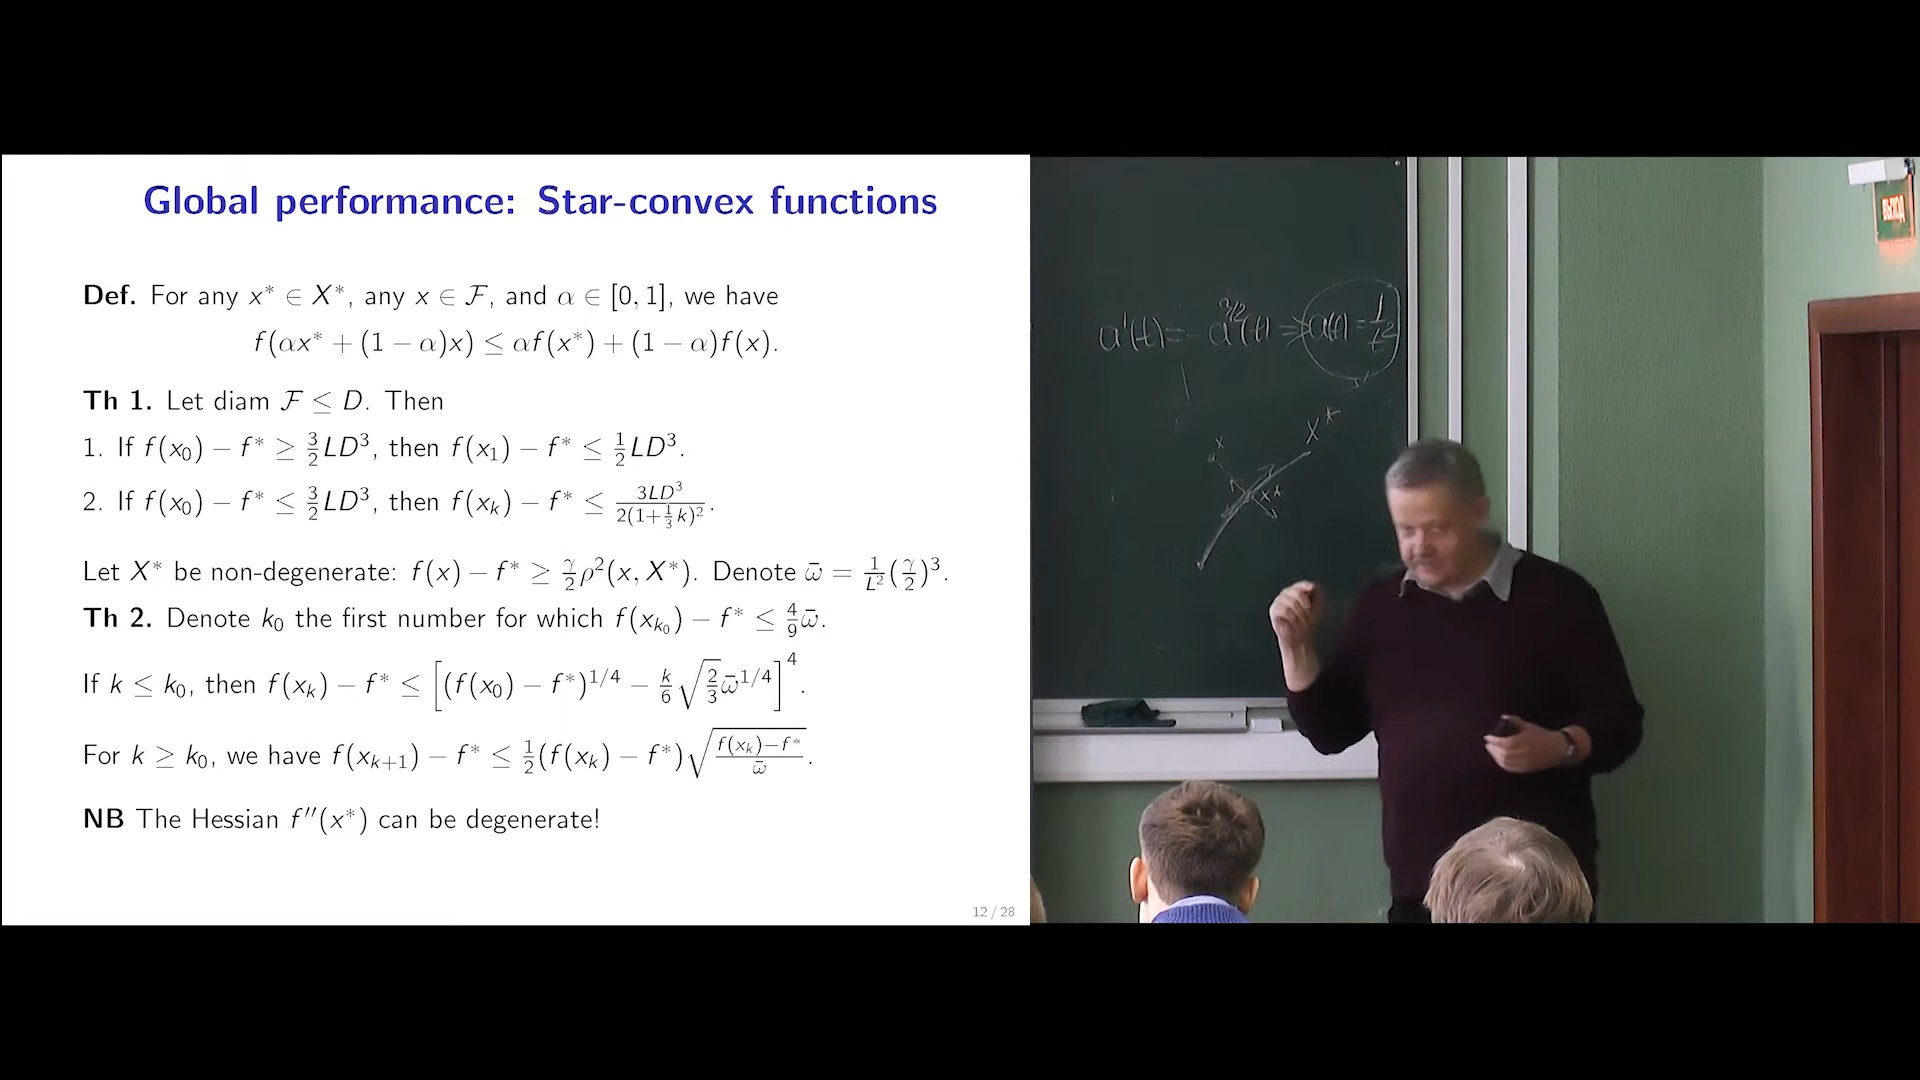 Global performance: Star-convex functions
Def. For any x* ∈ X*, any x ∈ ℱ, and α ∈ [0, 1], we have
f(αx* + (1 − α)x) ≤ αf(x*) + (1 − α)f(x).
Th 1. Let diam ℱ ≤ D. Then
1. If f(x₀) − f* ≥ 3/2 LD³, then f(x₁) − f* ≤ 1/2 LD³.
2. If f(x₀) − f* ≤ 3/2 LD³, then f(xₖ) − f* ≤ 3LD³/(2(1+1/3 k)²).
Let X* be non-degenerate: f(x) − f* ≥ γ/2 ρ²(x, X*). Denote ω̄ = 1/L² (γ/2)³.
Th 2. Denote k₀ the first number for which f(x_{k₀}) − f* ≤ 4/9 ω̄.
If k ≤ k₀, then f(xₖ) − f* ≤ [(f(x₀) − f*)^{1/4} − k/6 √(2/3) ω̄^{1/4}]⁴.
For k ≥ k₀, we have f(x_{k+1}) − f* ≤ 1/2 (f(xₖ) − f*)√((f(xₖ)−f*)/ω̄).
NB The Hessian f″(x*) can be degenerate!
12 / 28
a'(t) = − a^{3/2}(t) ⇒ a(t) = 1/t²
X*
x
x*
ВЫХОД